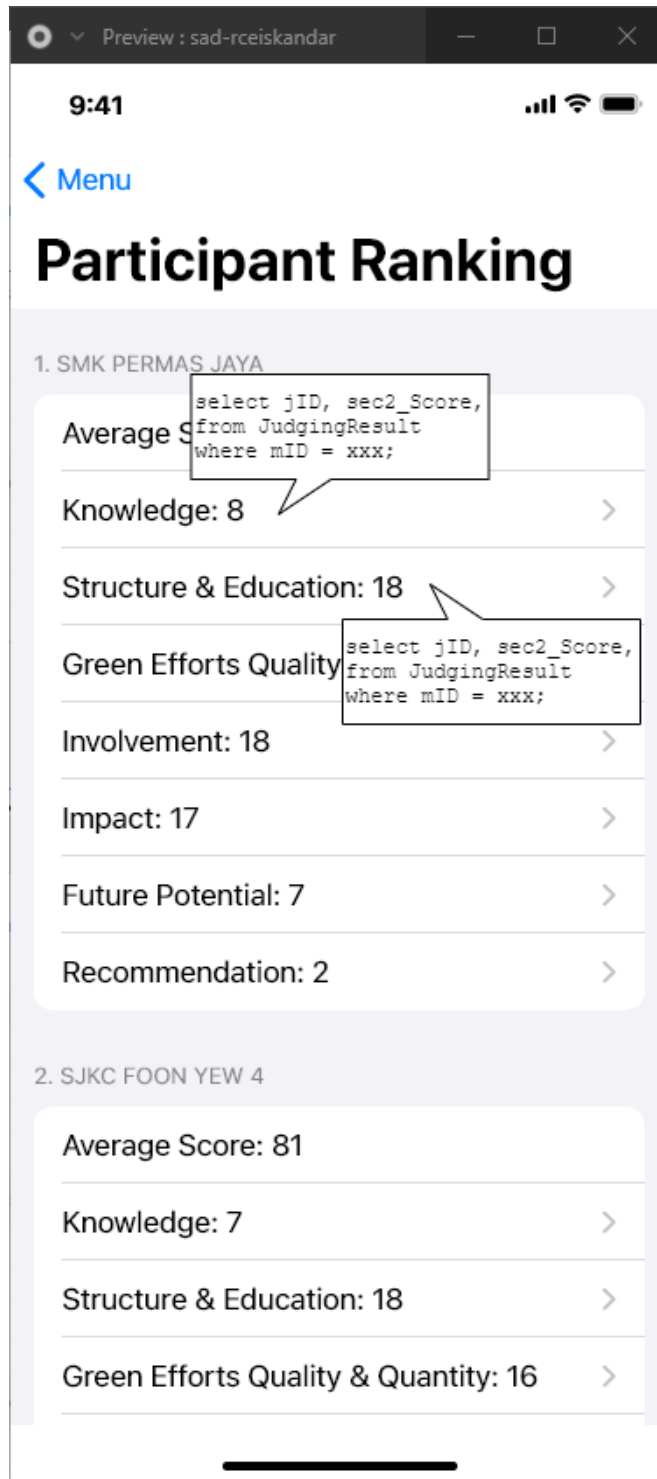 Preview : sad-rceiskandar
9:41
Menu
Participant Ranking
1. SMK PERMAS JAYA
select jID, sec2_Score,
from JudgingResult
where mID = xxx;
Average S
Knowledge: 8
Structure & Education: 18
select jID, sec2_Score,
from JudgingResult
where mID = xxx;
Green Efforts Quality
Involvement: 18
Impact: 17
Future Potential: 7
Recommendation: 2
2. SJKC FOON YEW 4
Average Score: 81
Knowledge: 7
Structure & Education: 18
Green Efforts Quality & Quantity: 16